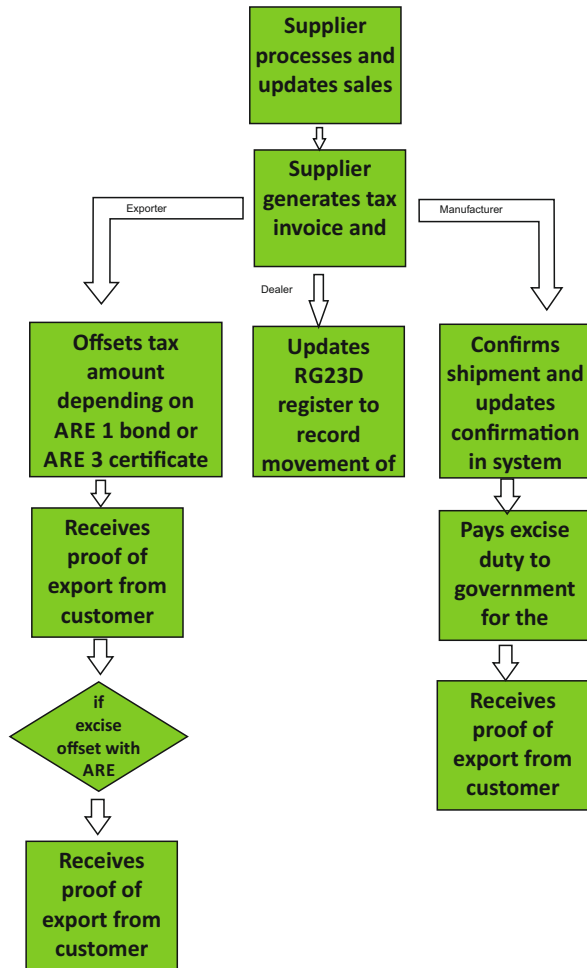 Supplier
processes and
updates sales
Supplier
generates tax
invoice and
Exporter
Manufacturer
Dealer
Offsets tax
amount
depending on
ARE 1 bond or
ARE 3 certificate
Updates
RG23D
register to
record
movement of
Confirms
shipment and
updates
confirmation
in system
Receives
proof of
export from
customer
Pays excise
duty to
government
for the
if
excise
offset with
ARE
Receives
proof of
export from
customer
Receives
proof of
export from
customer